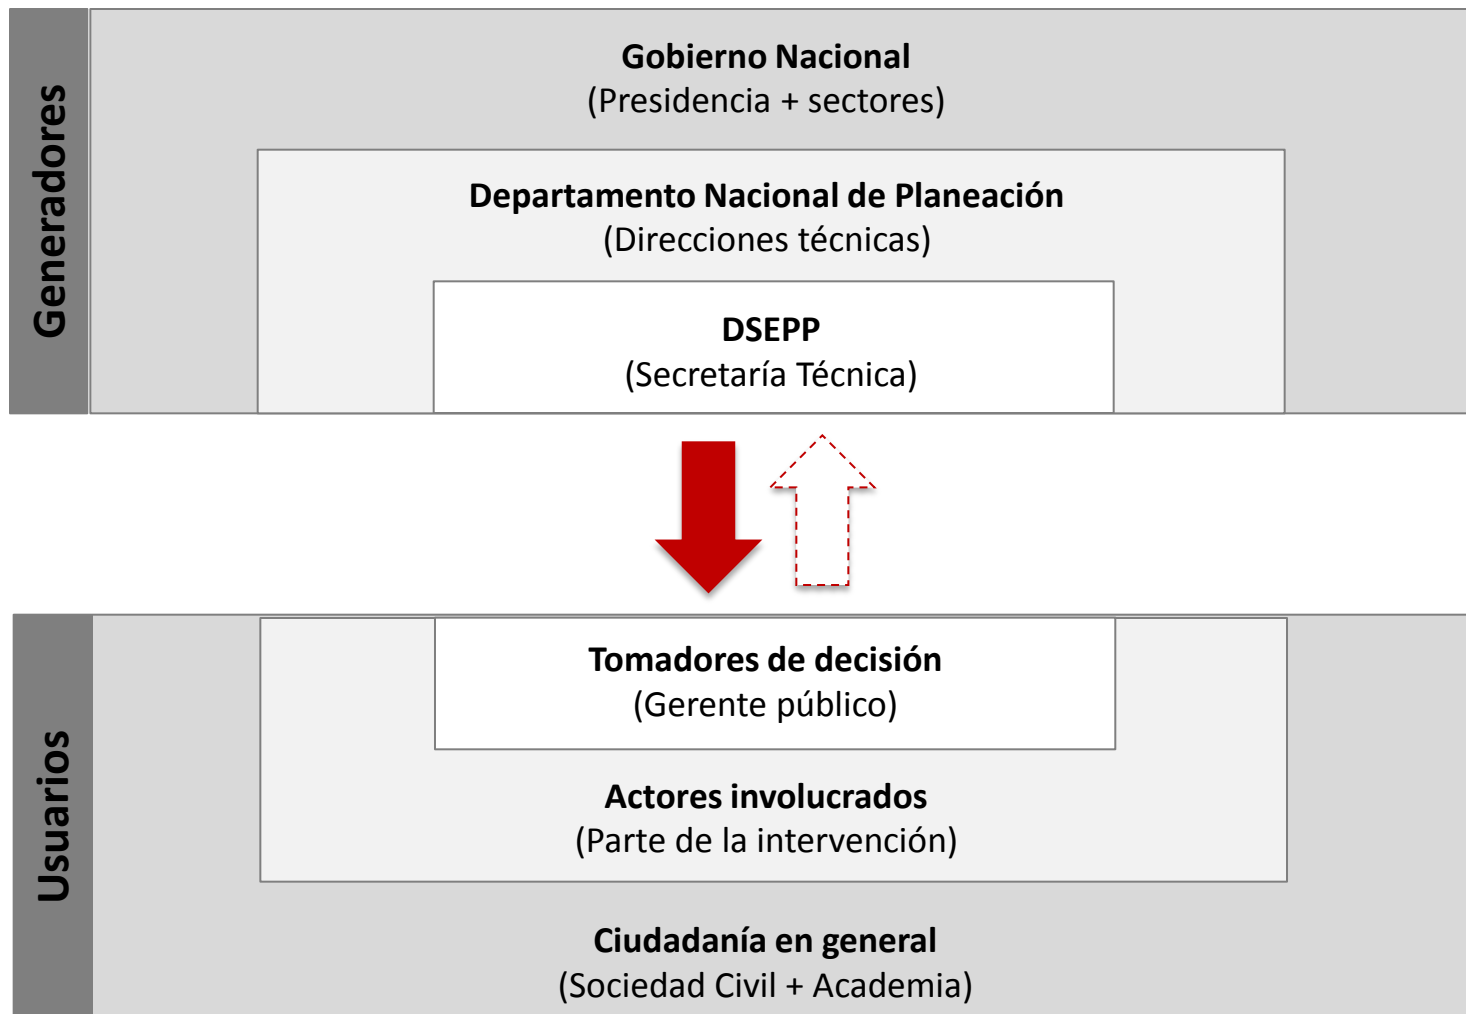 Generadores
Gobierno Nacional
(Presidencia + sectores)
Departamento Nacional de Planeación
(Direcciones técnicas)
DSEPP
(Secretaría Técnica)
Usuarios
Tomadores de decisión
(Gerente público)
Actores involucrados
(Parte de la intervención)
Ciudadanía en general
(Sociedad Civil + Academia)